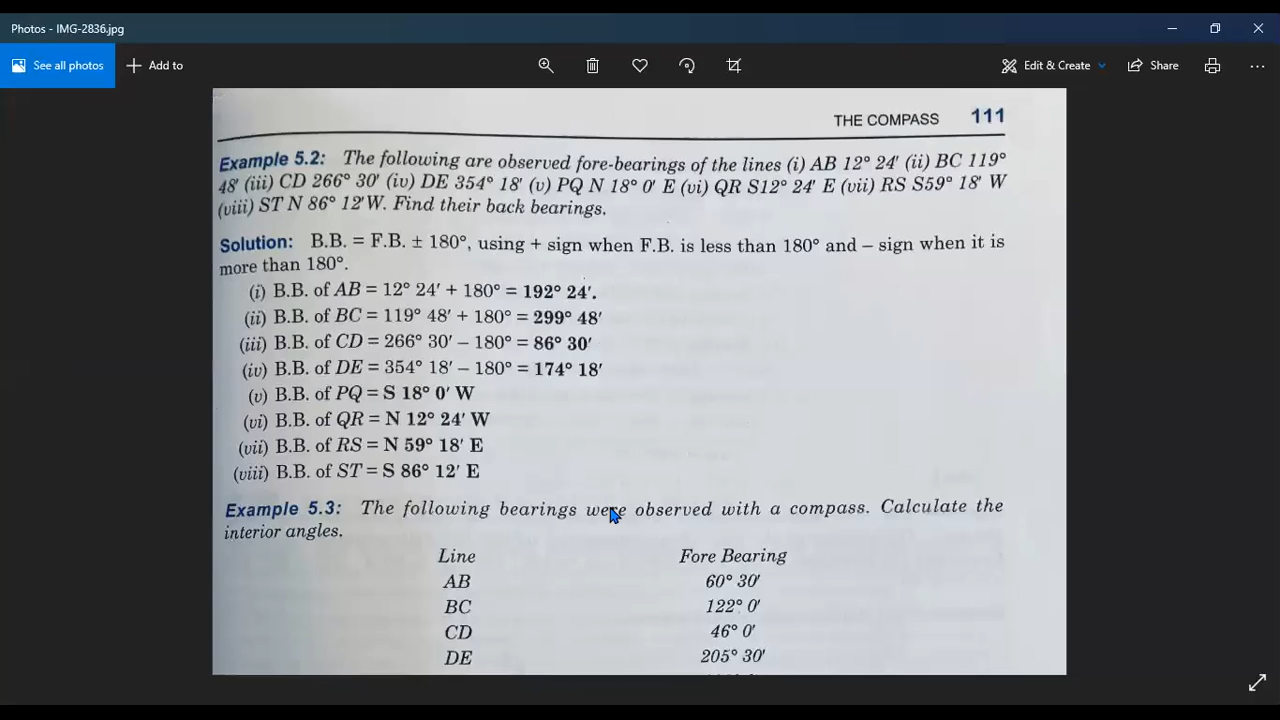 Photos - IMG-2836.jpg
See all photos
Add to
Edit & Create
Share
THE COMPASS 111
Example 5.2: The following are observed fore-bearings of the lines (i) AB 12° 24′ (ii) BC 119°
48′ (iii) CD 266° 30′ (iv) DE 354° 18′ (v) PQ N 18° 0′ E (vi) QR S12° 24′ E (vii) RS S59° 18′ W
(viii) ST N 86° 12′W. Find their back bearings.
Solution: B.B. = F.B. ± 180°, using + sign when F.B. is less than 180° and – sign when it is
more than 180°.
(i) B.B. of AB = 12° 24′ + 180° = 192° 24′.
(ii) B.B. of BC = 119° 48′ + 180° = 299° 48′
(iii) B.B. of CD = 266° 30′ – 180° = 86° 30′
(iv) B.B. of DE = 354° 18′ – 180° = 174° 18′
(v) B.B. of PQ = S 18° 0′ W
(vi) B.B. of QR = N 12° 24′ W
(vii) B.B. of RS = N 59° 18′ E
(viii) B.B. of ST = S 86° 12′ E
Example 5.3: The following bearings were observed with a compass. Calculate the
interior angles.
Line Fore Bearing
AB 60° 30′
BC 122° 0′
CD 46° 0′
DE 205° 30′